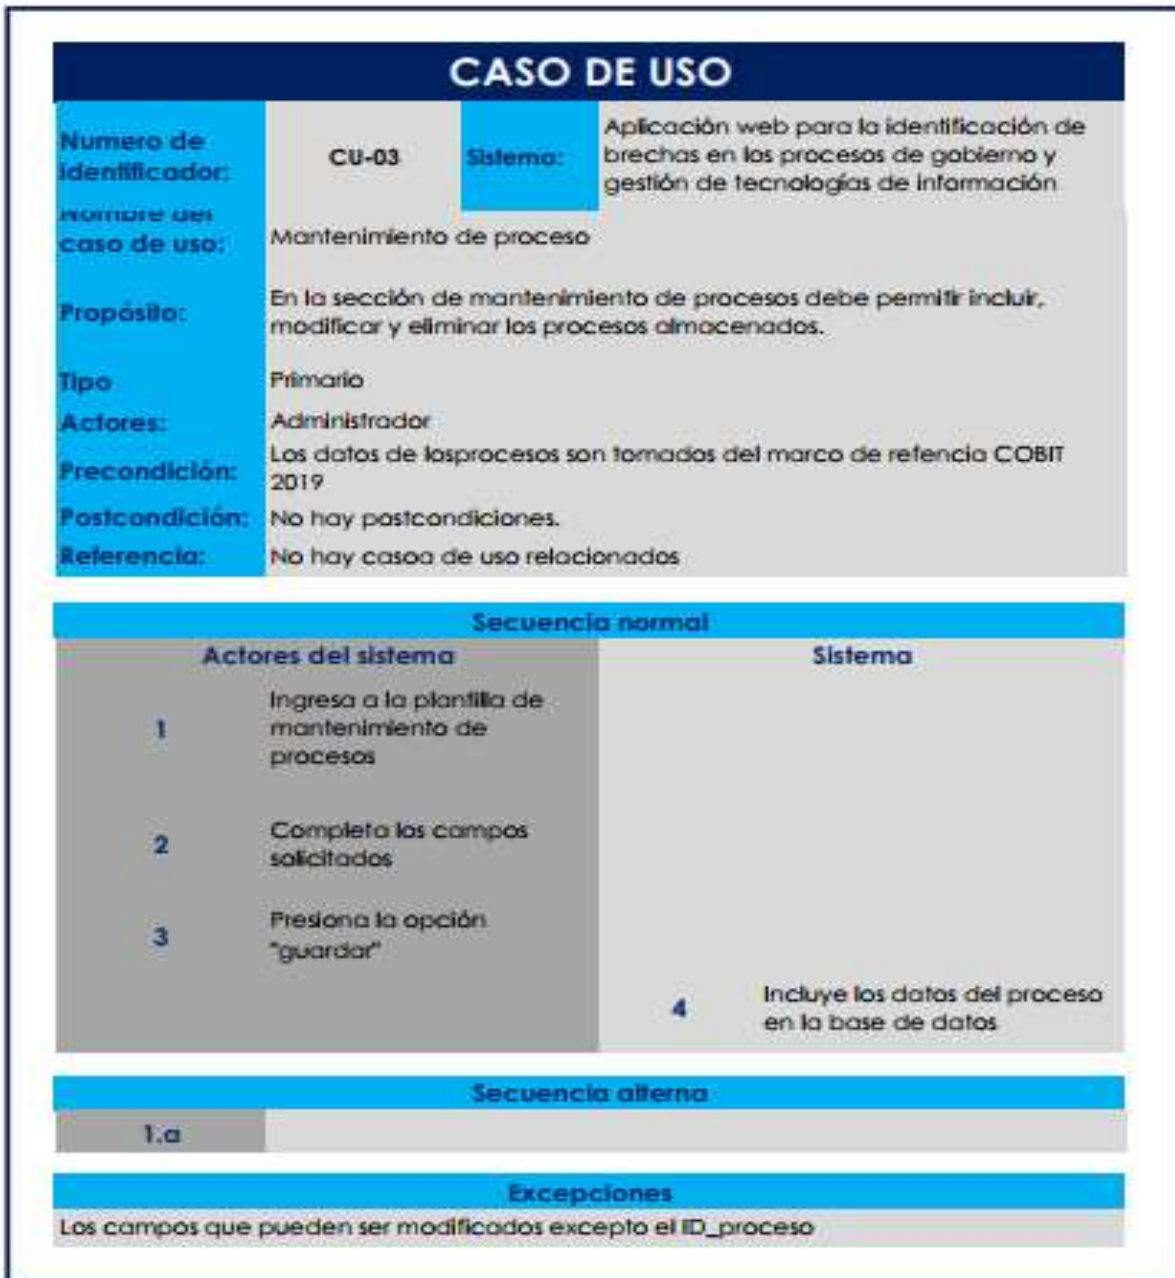 CASO DE USO
Numero de
identificador:
CU-03
Sistema:
Aplicación web para la identificación de
brechas en los procesos de gobierno y
gestión de tecnologías de información
Nombre del
caso de uso:
Mantenimiento de proceso
Propósito:
En la sección de mantenimiento de procesos debe permitir incluir,
modificar y eliminar los procesos almacenados.
Tipo
Primario
Actores:
Administrador
Precondición:
Los datos de losprocesos son tomados del marco de refencia COBIT
2019
Postcondición:
No hay postcondiciones.
Referencia:
No hay casoa de uso relacionados
Secuencia normal
Actores del sistema
Sistema
1
Ingresa a la plantilla de
mantenimiento de
procesos
2
Completa los campos
solicitados
3
Presiona la opción
"guardar"
4
Incluye los datos del proceso
en la base de datos
Secuencia alterna
1.a
Excepciones
Los campos que pueden ser modificados excepto el ID_proceso